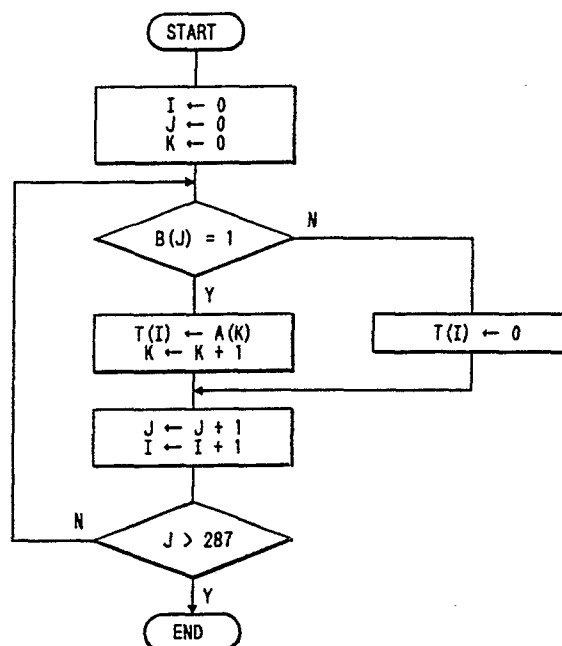 START
I ← 0
J ← 0
K ← 0
B(J) = 1
N
Y
T(I) ← A(K)
K ← K + 1
T(I) ← 0
J ← J + 1
I ← I + 1
N
J > 287
Y
END